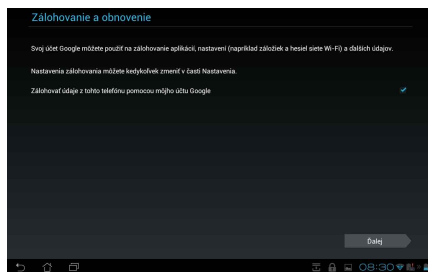 Zálohovanie a obnovenie
Svoj účet Google môžete použiť na zálohovanie aplikácií, nastavení (napríklad záložiek a hesiel siete Wi-Fi) a ďalších údajov.
Nastavenia zálohovania môžete kedykoľvek zmeniť v časti Nastavenia.
Zálohovať údaje z tohto telefónu pomocou môjho účtu Google
Ďalej
08:30